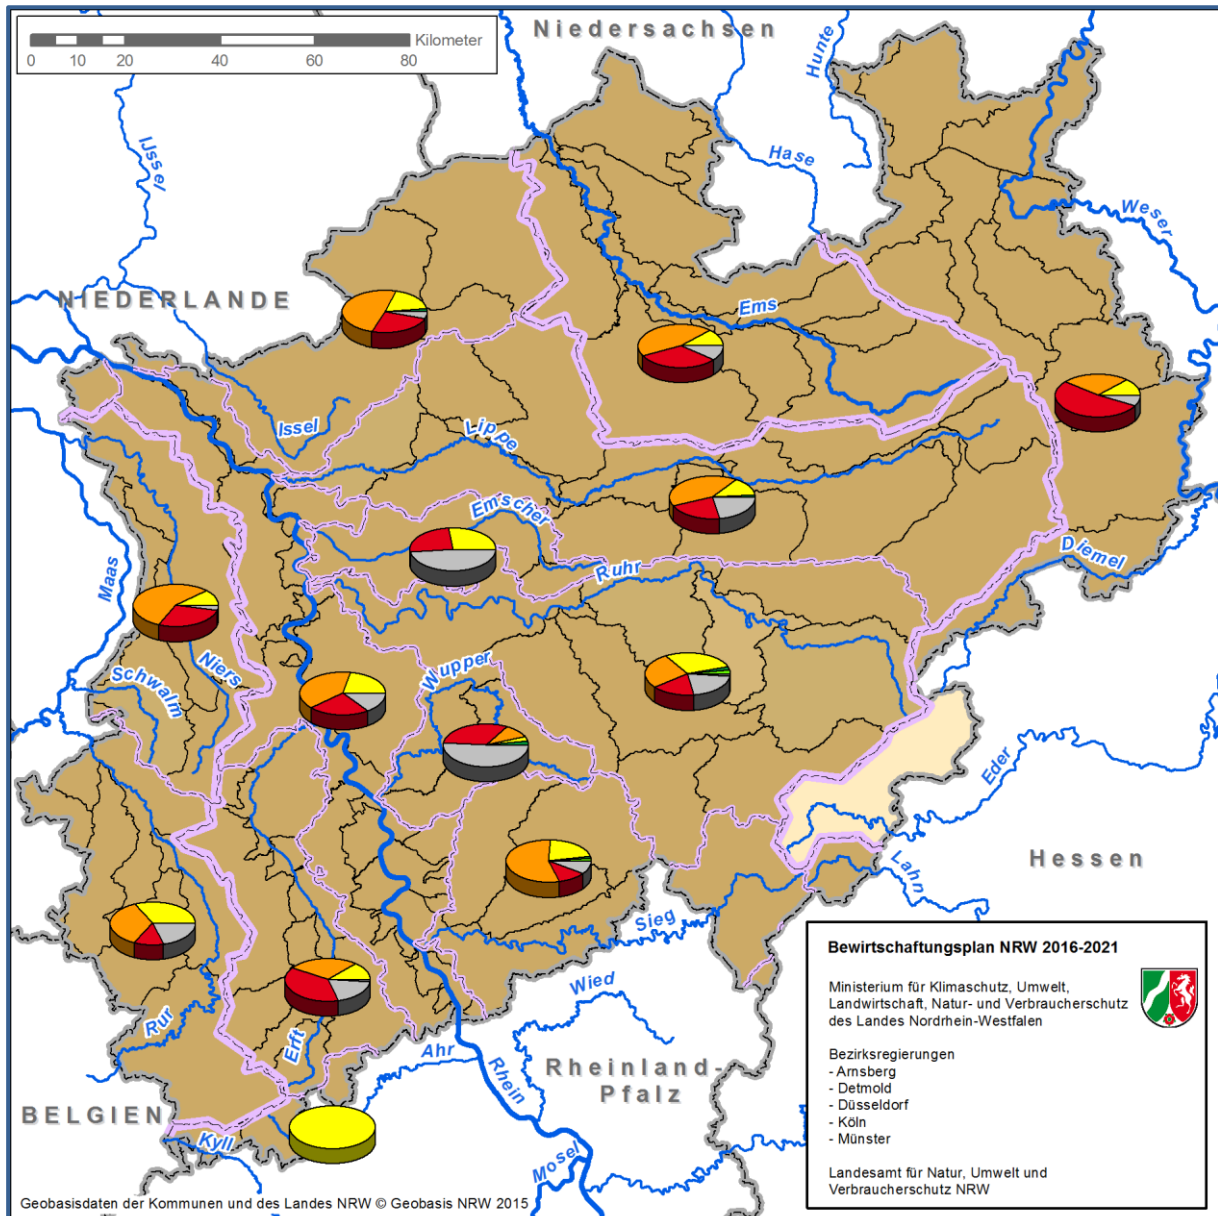 Niedersachsen
Kilometer
0 10 20 40 60 80
Hunte
IJssel
Hase
Weser
NIEDERLANDE
Ems
Issel
Lippe
Emscher
Diemel
Ruhr
Maas
Niers
Wupper
Schwalm
Eder
Hessen
Lahn
Sieg
Wied
Rur
Erft
Ahr
Rhein
Rheinland-
Pfalz
BELGIEN
Kyll
Mosel
Bewirtschaftungsplan NRW 2016-2021
Ministerium für Klimaschutz, Umwelt,
Landwirtschaft, Natur- und Verbraucherschutz
des Landes Nordrhein-Westfalen
Bezirksregierungen
- Arnsberg
- Detmold
- Düsseldorf
- Köln
- Münster
Landesamt für Natur, Umwelt und
Verbraucherschutz NRW
Geobasisdaten der Kommunen und des Landes NRW © Geobasis NRW 2015